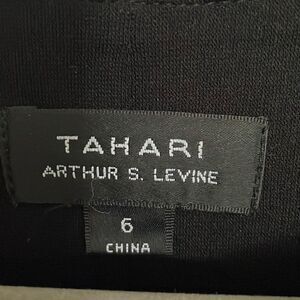 TAHARI
ARTHUR S. LEVINE
6
CHINA